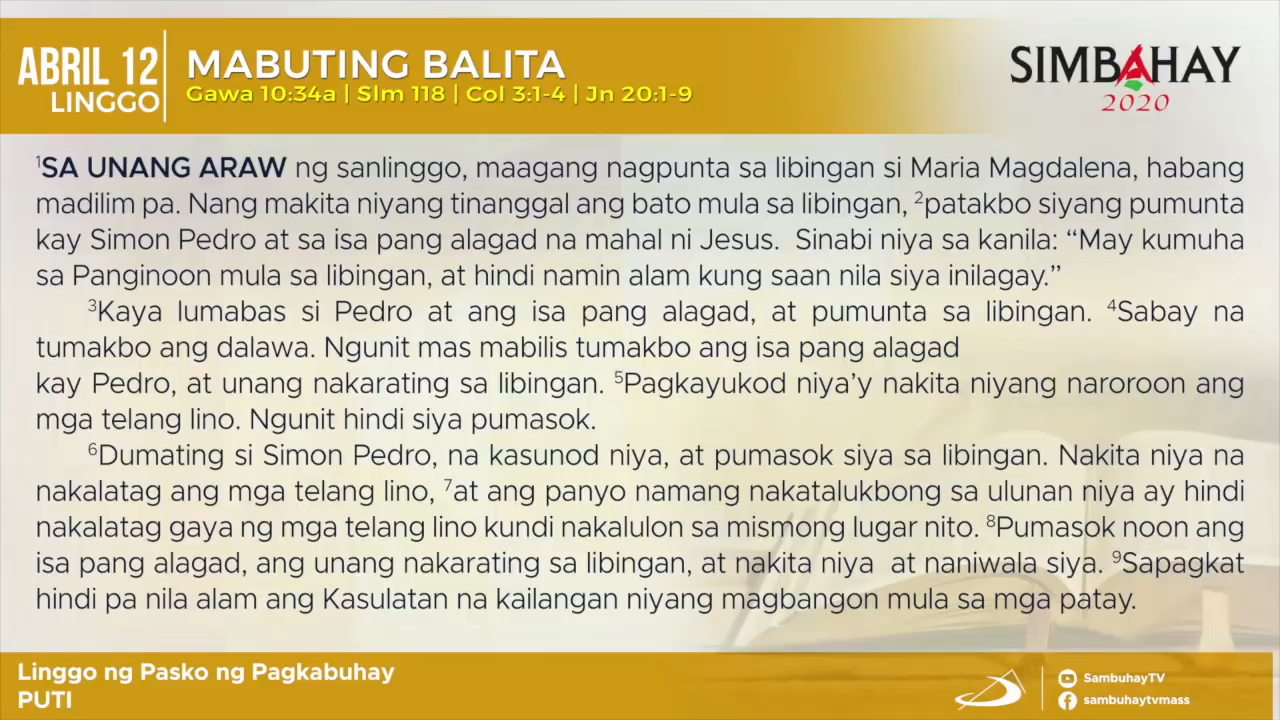 ABRIL 12
LINGGO
MABUTING BALITA
Gawa 10:34a | Slm 118 | Col 3:1-4 | Jn 20:1-9
SIMBAHAY
2020
¹SA UNANG ARAW ng sanlinggo, maagang nagpunta sa libingan si Maria Magdalena, habang
madilim pa. Nang makita niyang tinanggal ang bato mula sa libingan, ²patakbo siyang pumunta
kay Simon Pedro at sa isa pang alagad na mahal ni Jesus. Sinabi niya sa kanila: “May kumuha
sa Panginoon mula sa libingan, at hindi namin alam kung saan nila siya inilagay.”
³Kaya lumabas si Pedro at ang isa pang alagad, at pumunta sa libingan. ⁴Sabay na
tumakbo ang dalawa. Ngunit mas mabilis tumakbo ang isa pang alagad
kay Pedro, at unang nakarating sa libingan. ⁵Pagkayukod niya’y nakita niyang naroroon ang
mga telang lino. Ngunit hindi siya pumasok.
⁶Dumating si Simon Pedro, na kasunod niya, at pumasok siya sa libingan. Nakita niya na
nakalatag ang mga telang lino, ⁷at ang panyo namang nakatalukbong sa ulunan niya ay hindi
nakalatag gaya ng mga telang lino kundi nakalulon sa mismong lugar nito. ⁸Pumasok noon ang
isa pang alagad, ang unang nakarating sa libingan, at nakita niya at naniwala siya. ⁹Sapagkat
hindi pa nila alam ang Kasulatan na kailangan niyang magbangon mula sa mga patay.
Linggo ng Pasko ng Pagkabuhay
PUTI
SambuhayTV
sambuhaytvmass